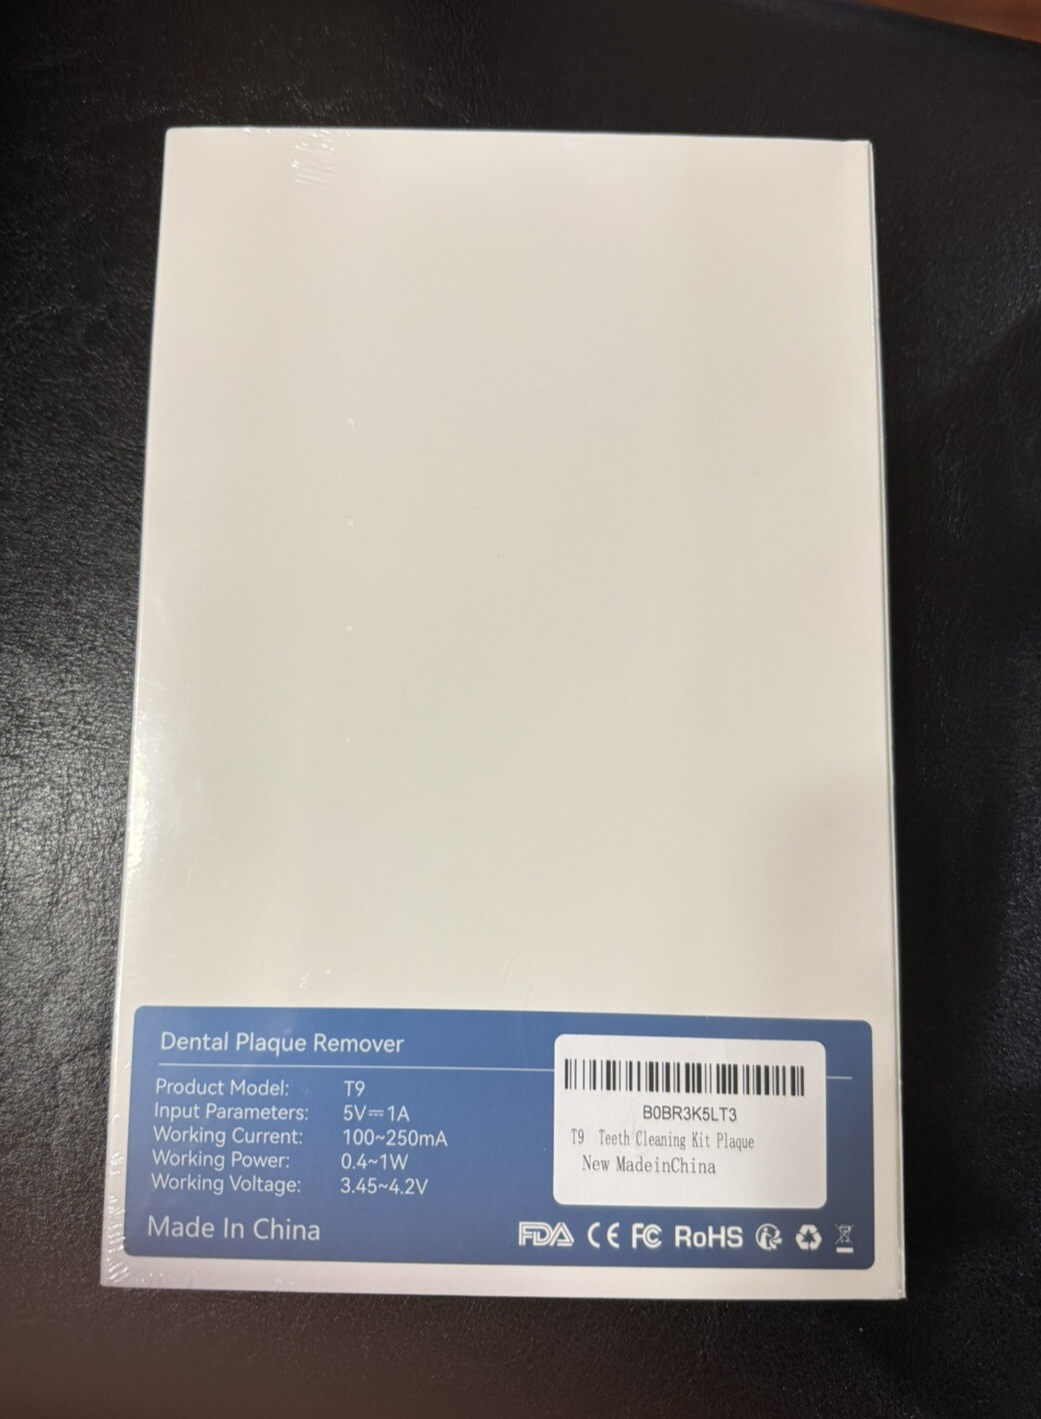 Dental Plaque Remover
Product Model: T9
Input Parameters: 5V⎓1A
Working Current: 100~250mA
Working Power: 0.4~1W
Working Voltage: 3.45~4.2V
Made In China
B0BR3K5LT3
T9 Teeth Cleaning Kit Plaque
New MadeinChina
FDA CE FC RoHS